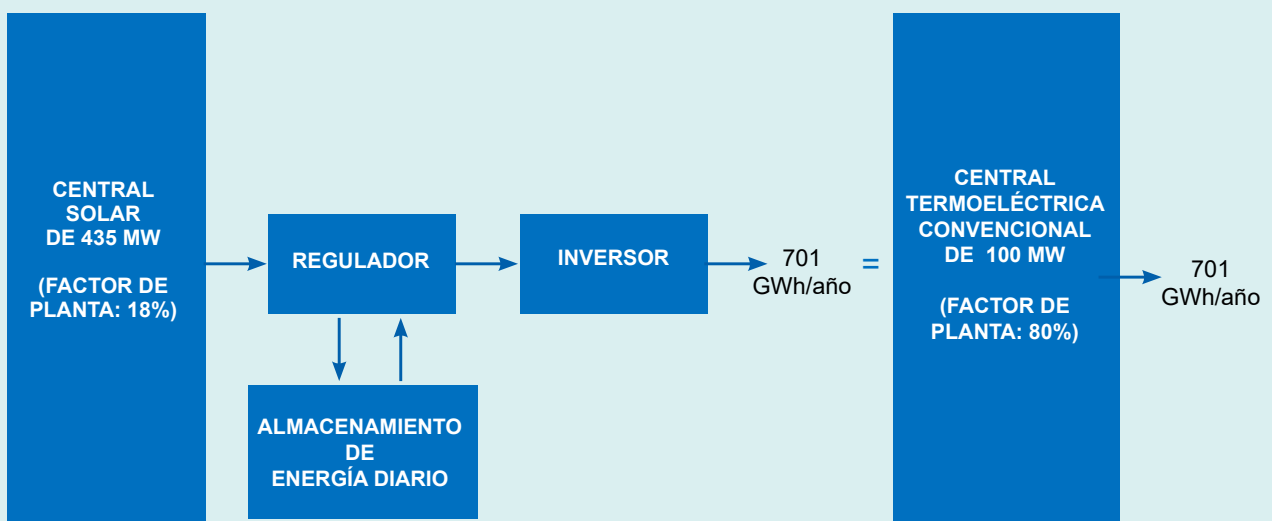 CENTRAL
SOLAR
DE 435 MW
(FACTOR DE
PLANTA: 18%)
REGULADOR
ALMACENAMIENTO
DE
ENERGÍA DIARIO
INVERSOR
701
GWh/año
=
CENTRAL
TERMOELÉCTRICA
CONVENCIONAL
DE 100 MW
(FACTOR DE
PLANTA: 80%)
701
GWh/año